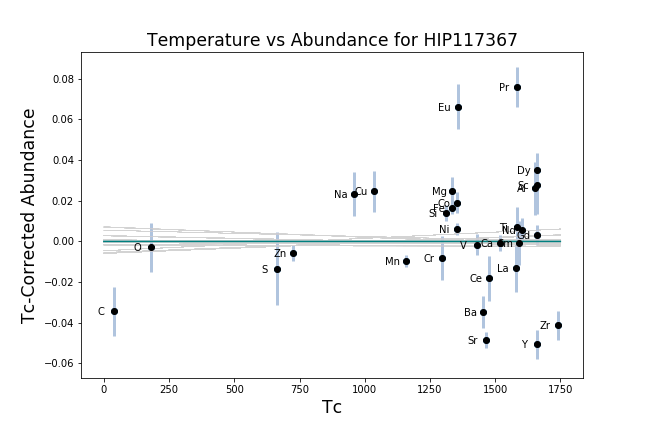 Temperature vs Abundance for HIP117367
Tc-Corrected Abundance
0.08
0.06
0.04
0.02
0.00
−0.02
−0.04
−0.06
Pr
Eu
Dy
Sc
Al
Na
Cu
Mg
Co
Fe
Si
Ni
Ti
Nd
Gd
O
V
Ca
Sm
Zn
Mn
Cr
S
La
Ce
C
Ba
Zr
Sr
Y
0
250
500
750
1000
1250
1500
1750
Tc